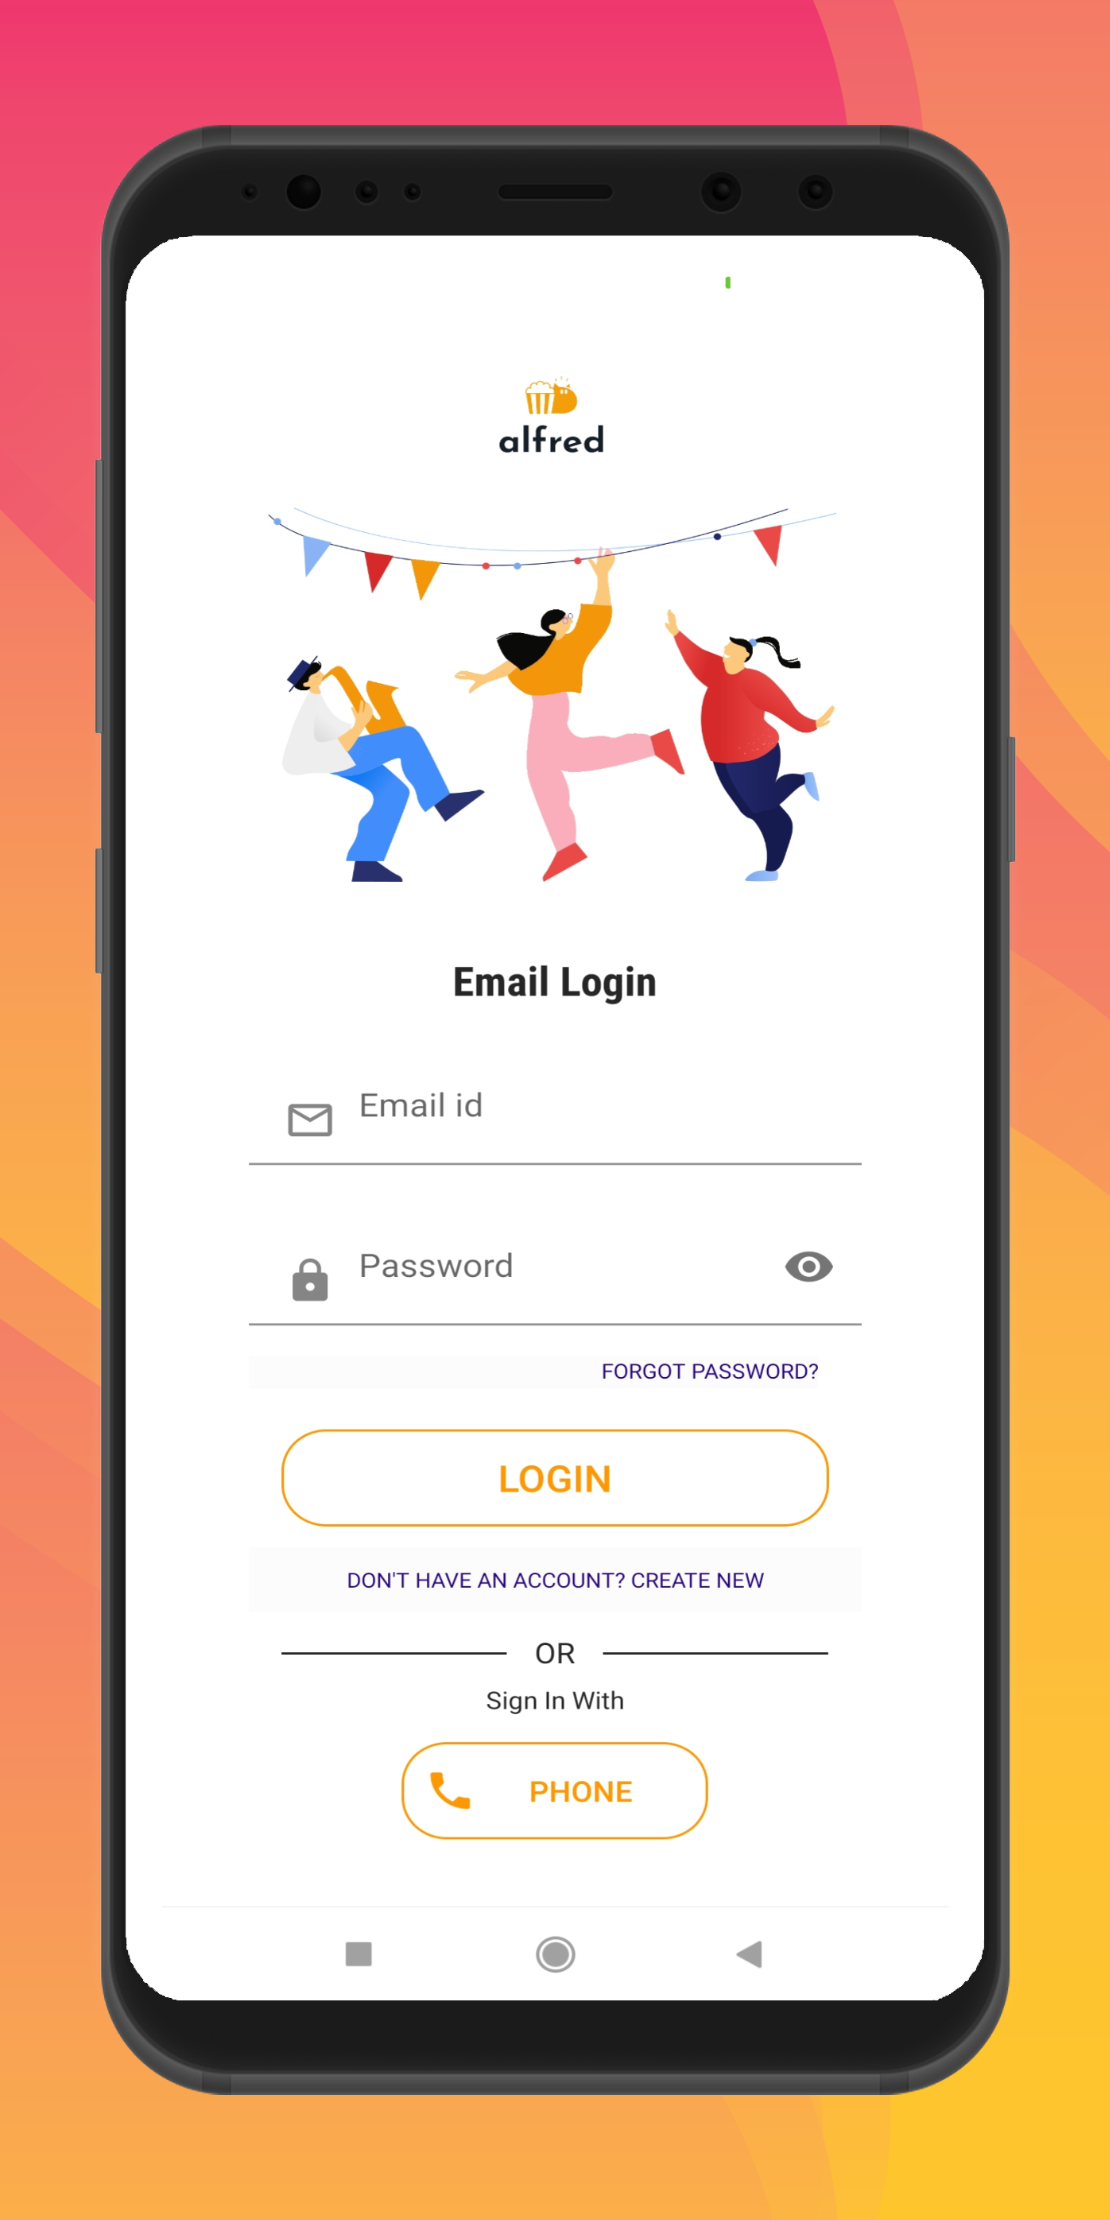 alfred
Email Login
Email id
Password
FORGOT PASSWORD?
LOGIN
DON'T HAVE AN ACCOUNT? CREATE NEW
OR
Sign In With
PHONE